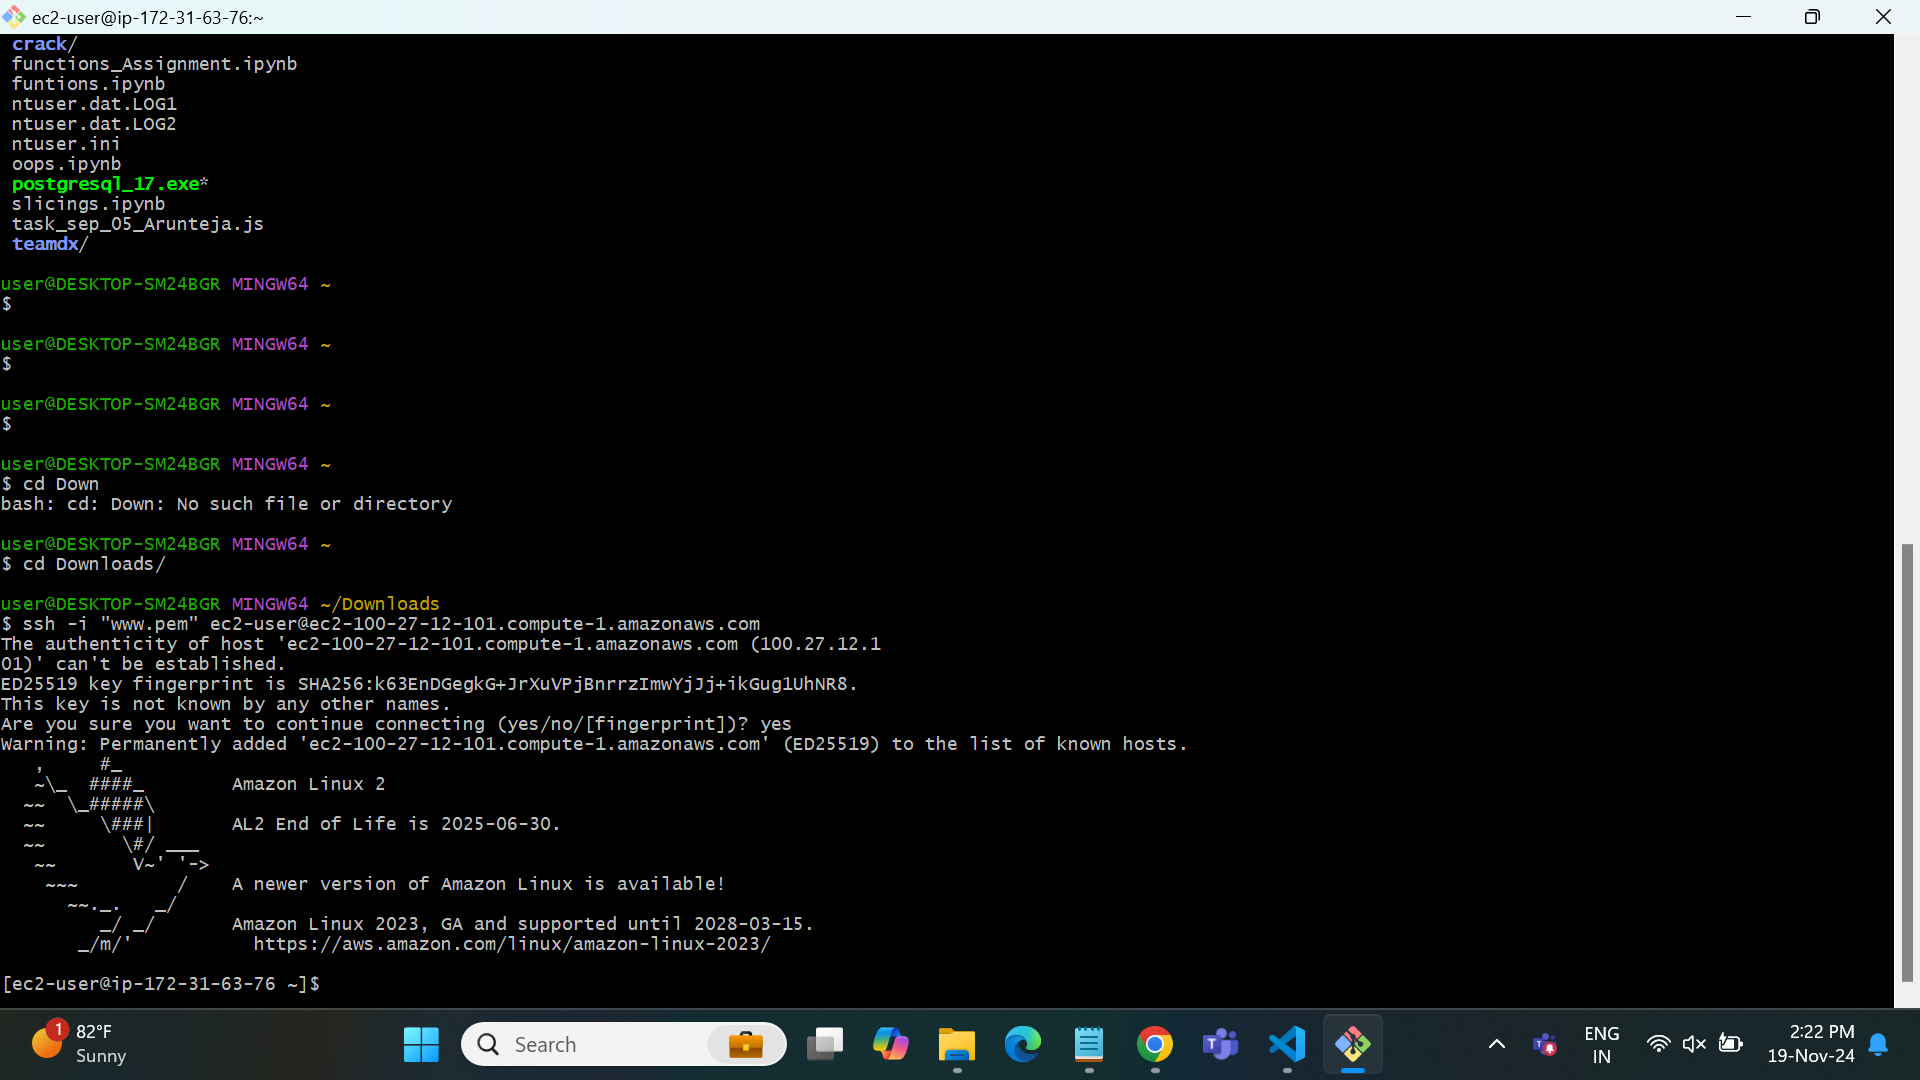 ec2-user@ip-172-31-63-76:~
crack/
functions_Assignment.ipynb
funtions.ipynb
ntuser.dat.LOG1
ntuser.dat.LOG2
ntuser.ini
oops.ipynb
postgresql_17.exe*
slicings.ipynb
task_sep_05_Arunteja.js
teamdx/
user@DESKTOP-SM24BGR MINGW64 ~
$
user@DESKTOP-SM24BGR MINGW64 ~
$
user@DESKTOP-SM24BGR MINGW64 ~
$
user@DESKTOP-SM24BGR MINGW64 ~
$ cd Down
bash: cd: Down: No such file or directory
user@DESKTOP-SM24BGR MINGW64 ~
$ cd Downloads/
user@DESKTOP-SM24BGR MINGW64 ~/Downloads
$ ssh -i "www.pem" ec2-user@ec2-100-27-12-101.compute-1.amazonaws.com
The authenticity of host 'ec2-100-27-12-101.compute-1.amazonaws.com (100.27.12.1
01)' can't be established.
ED25519 key fingerprint is SHA256:k63EnDGegkG+JrXuVPjBnrrzImwYjJj+ikGug1UhNR8.
This key is not known by any other names.
Are you sure you want to continue connecting (yes/no/[fingerprint])? yes
Warning: Permanently added 'ec2-100-27-12-101.compute-1.amazonaws.com' (ED25519) to the list of known hosts.
   ,     #_
   ~\_  ####_        Amazon Linux 2
  ~~  \_#####\
  ~~     \###|       AL2 End of Life is 2025-06-30.
  ~~       \#/ ___
   ~~       V~' '->
    ~~~         /    A newer version of Amazon Linux is available!
      ~~._.   _/
         _/ _/       Amazon Linux 2023, GA and supported until 2028-03-15.
       _/m/'           https://aws.amazon.com/linux/amazon-linux-2023/
[ec2-user@ip-172-31-63-76 ~]$
1
82°F
Sunny
Search
ENG
IN
2:22 PM
19-Nov-24